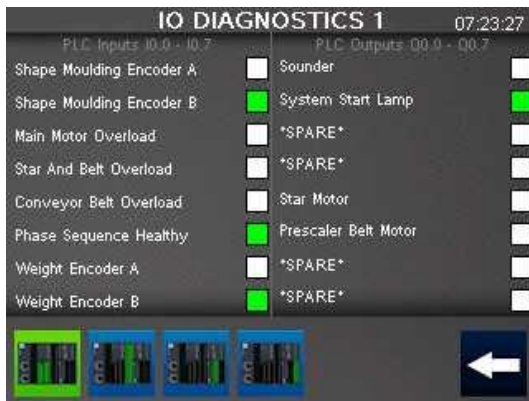 IO DIAGNOSTICS 1
07:23:27
PLC Inputs I0.0 - I0.7
PLC Outputs Q0.0 - Q0.7
Shape Moulding Encoder A
Shape Moulding Encoder B
Main Motor Overload
Star And Belt Overload
Conveyor Belt Overload
Phase Sequence Healthy
Weight Encoder A
Weight Encoder B
Sounder
System Start Lamp
*SPARE*
*SPARE*
Star Motor
Prescaler Belt Motor
*SPARE*
*SPARE*